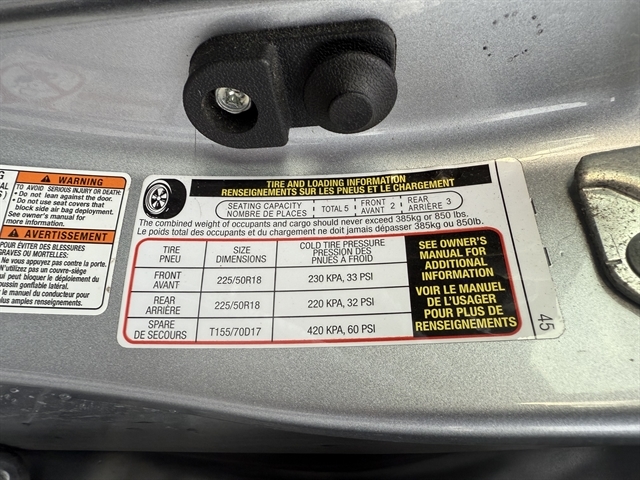 WARNING
TO AVOID SERIOUS INJURY OR DEATH:
• Do not lean against the door.
• Do not use seat covers that
block side air bag deployment.
See owner's manual for
more information.
AVERTISSEMENT
POUR ÉVITER DES BLESSURES
GRAVES OU MORTELLES:
Ne vous appuyez pas contre la porte.
N'utilisez pas un couvre-siège
qui peut bloquer le déploiement du
coussin gonflable latéral.
le manuel du conducteur pour
plus amples renseignements.
TIRE AND LOADING INFORMATION
RENSEIGNEMENTS SUR LES PNEUS ET LE CHARGEMENT
SEATING CAPACITY
NOMBRE DE PLACES
TOTAL 5
FRONT
AVANT 2
REAR
ARRIÈRE 3
The combined weight of occupants and cargo should never exceed 385kg or 850 lbs.
Le poids total des occupants et du chargement ne doit jamais dépasser 385kg ou 850lb.
TIRE
PNEU
SIZE
DIMENSIONS
COLD TIRE PRESSURE
PRESSION DES
PNUES À FROID
FRONT
AVANT
225/50R18
230 KPA, 33 PSI
REAR
ARRIÈRE
225/50R18
220 KPA, 32 PSI
SPARE
DE SECOURS
T155/70D17
420 KPA, 60 PSI
SEE OWNER'S
MANUAL FOR
ADDITIONAL
INFORMATION
VOIR LE MANUEL
DE L'USAGER
POUR PLUS DE
RENSEIGNEMENTS
45